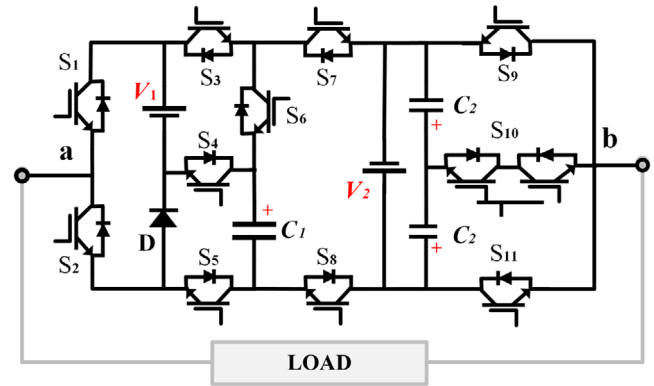 S1
V1
S3
S7
S9
S6
C2
+
S10
a
S4
b
V2
+
D
C1
C2
+
S2
S5
S8
S11
LOAD